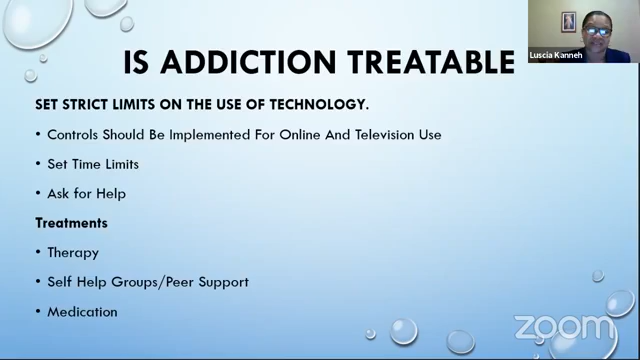 IS ADDICTION TREATABLE
Luscia Kanneh
SET STRICT LIMITS ON THE USE OF TECHNOLOGY.
• Controls Should Be Implemented For Online And Television Use
• Set Time Limits
• Ask for Help
Treatments
• Therapy
• Self Help Groups/Peer Support
• Medication
zoom